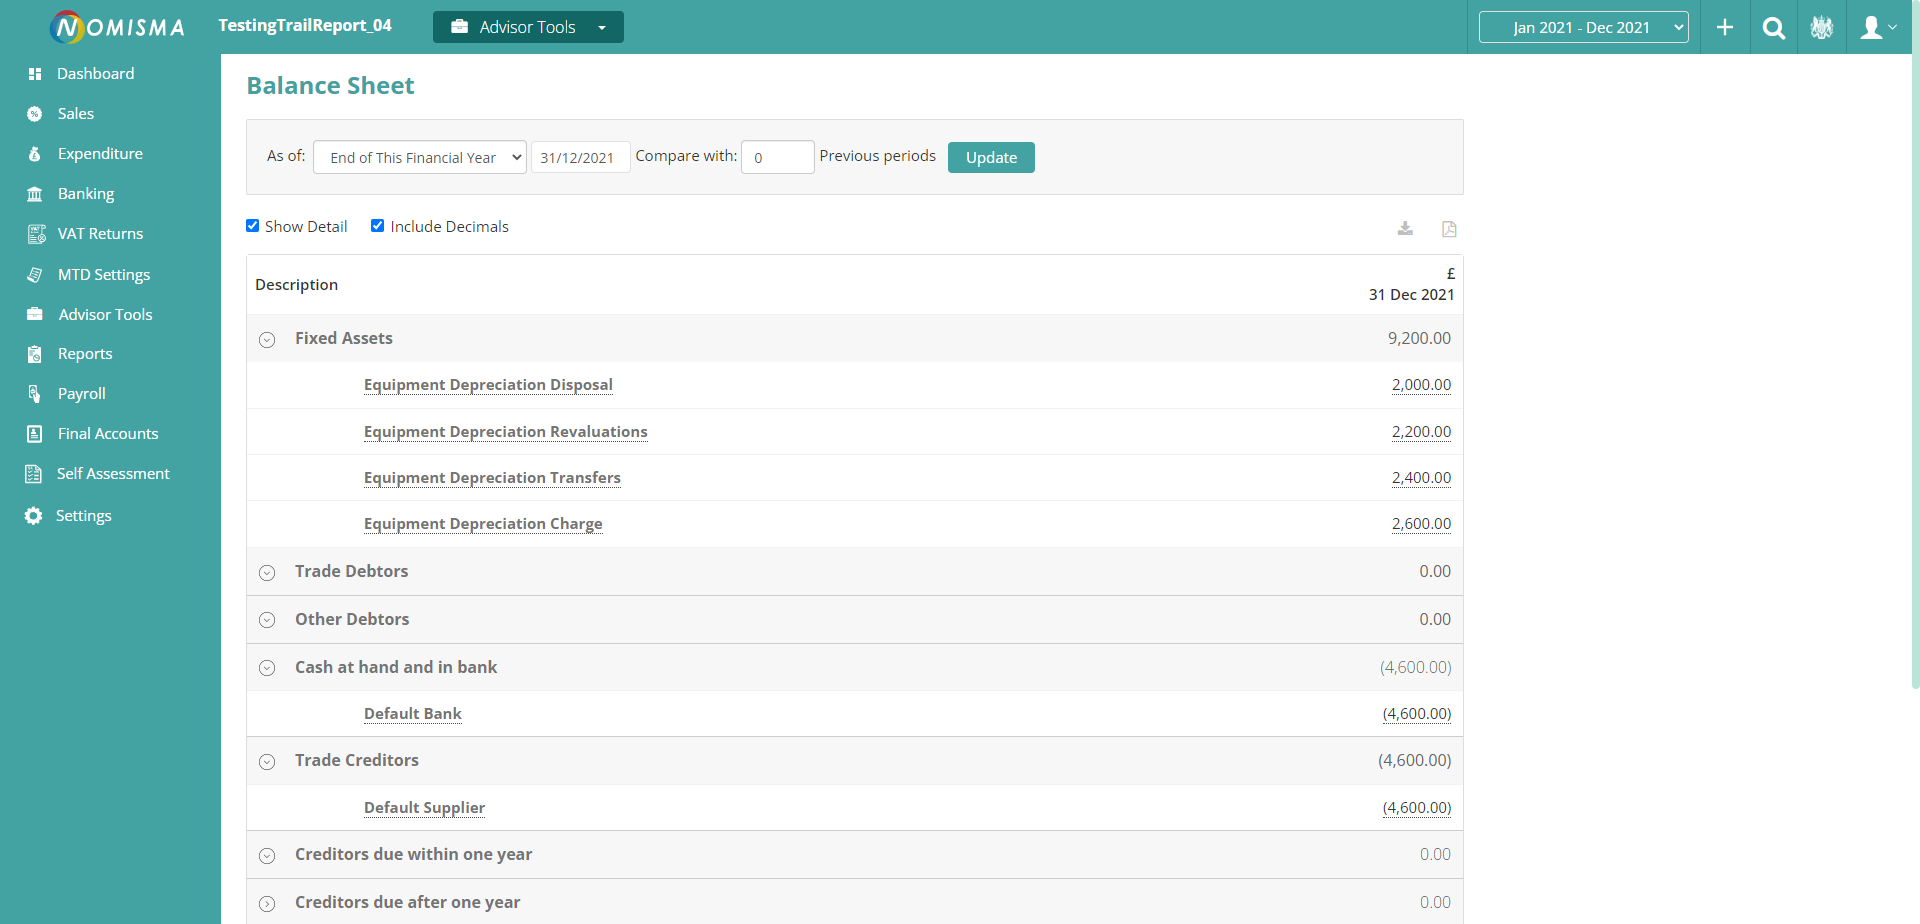 NOMISMA
TestingTrailReport_04
Advisor Tools
Jan 2021 - Dec 2021
Dashboard
Sales
Expenditure
Banking
VAT Returns
MTD Settings
Advisor Tools
Reports
Payroll
Final Accounts
Self Assessment
Settings
Balance Sheet
As of: End of This Financial Year 31/12/2021 Compare with: 0 Previous periods Update
Show Detail Include Decimals
£
Description 31 Dec 2021
Fixed Assets 9,200.00
Equipment Depreciation Disposal 2,000.00
Equipment Depreciation Revaluations 2,200.00
Equipment Depreciation Transfers 2,400.00
Equipment Depreciation Charge 2,600.00
Trade Debtors 0.00
Other Debtors 0.00
Cash at hand and in bank (4,600.00)
Default Bank (4,600.00)
Trade Creditors (4,600.00)
Default Supplier (4,600.00)
Creditors due within one year 0.00
Creditors due after one year 0.00